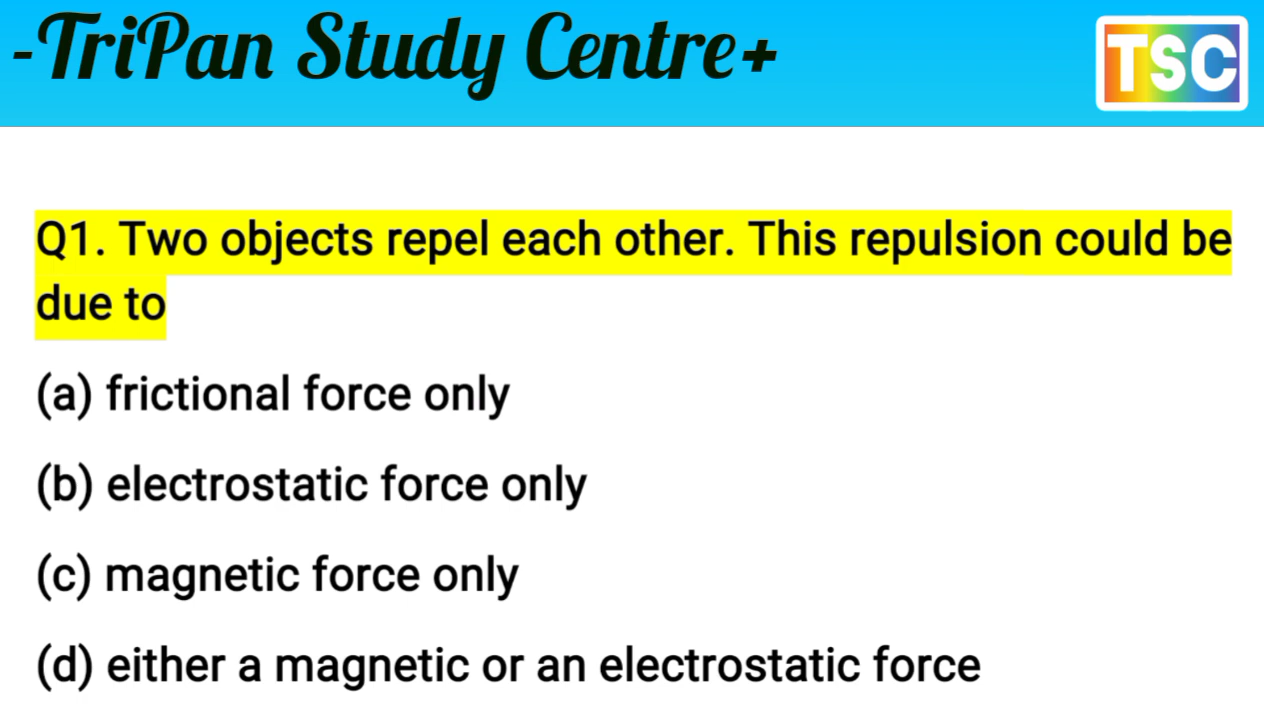 -TriPan Study Centre+
TSC
Q1. Two objects repel each other. This repulsion could be
due to
(a) frictional force only
(b) electrostatic force only
(c) magnetic force only
(d) either a magnetic or an electrostatic force